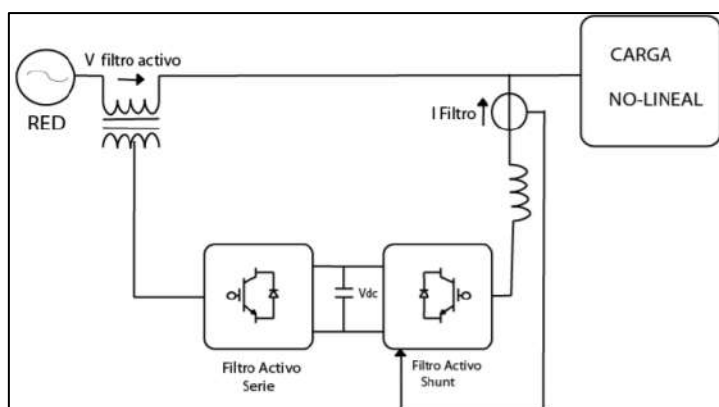 V filtro activo
RED
CARGA
NO-LINEAL
I Filtro
Vdc
Filtro Activo
Serie
Filtro Activo
Shunt